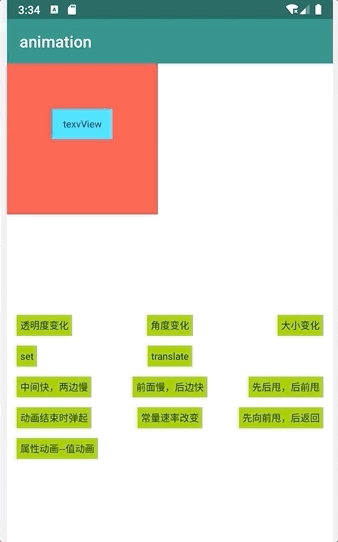 3:34
animation
texvView
透明度变化 角度变化 大小变化
set translate
中间快，两边慢 前面慢，后边快 先后甩，后前甩
动画结束时弹起 常量速率改变 先向前甩，后返回
属性动画--值动画